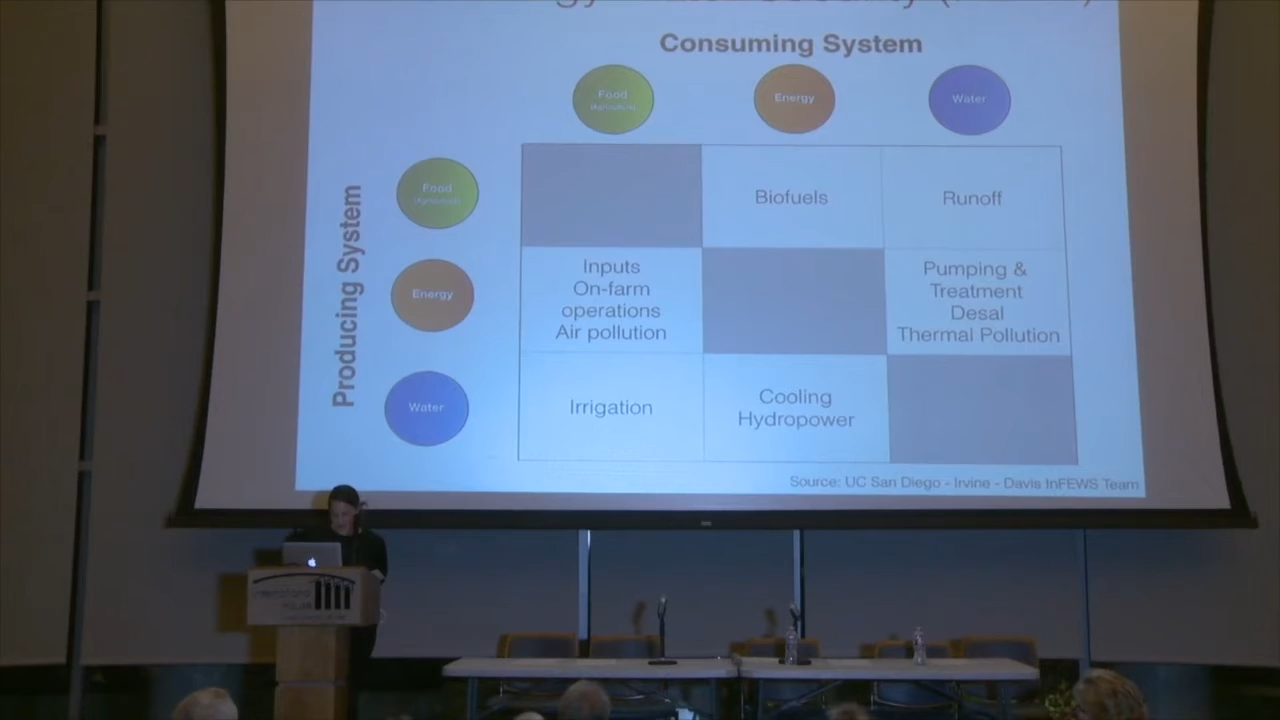 Consuming System
Food
(Agriculture)
Energy
Water
Producing System
Food
(Agriculture)
Biofuels
Runoff
Energy
Inputs
On-farm
operations
Air pollution
Pumping &
Treatment
Desal
Thermal Pollution
Water
Irrigation
Cooling
Hydropower
Source: UC San Diego - Irvine - Davis InFEWS Team